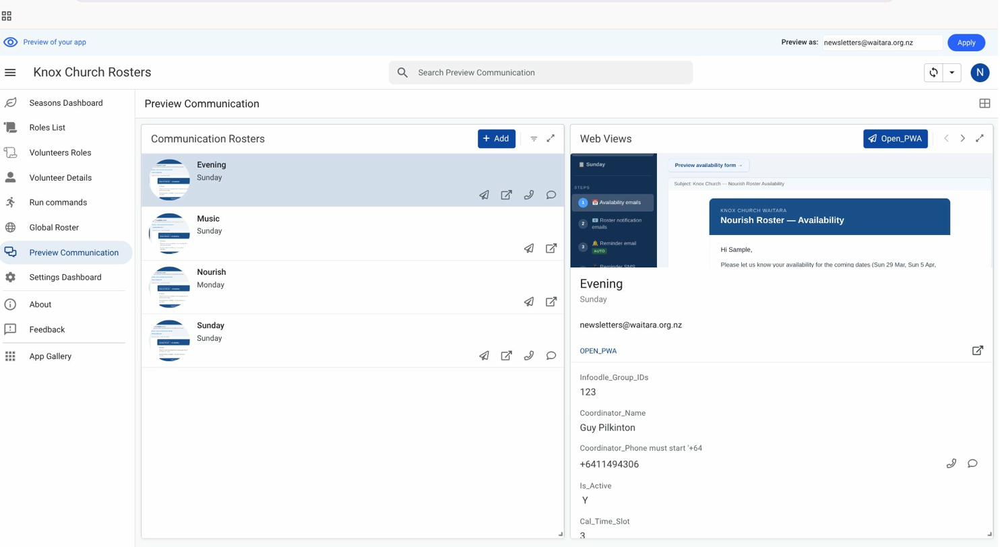 Preview of your app
Preview as:
newsletters@waitara.org.nz
Apply
Knox Church Rosters
Search Preview Communication
N
Seasons Dashboard
Roles List
Volunteers Roles
Volunteer Details
Run commands
Global Roster
Preview Communication
Settings Dashboard
About
Feedback
App Gallery
Preview Communication
Communication Rosters
+ Add
Evening
Sunday
Music
Sunday
Nourish
Monday
Sunday
Sunday
Web Views
Open_PWA
Sunday
STEPS
1 Availability emails
2 Roster notification
emails
3 Reminder email
AUTO
Reminder SMS
Preview availability form →
Subject: Knox Church — Nourish Roster Availability
KNOX CHURCH WAITARA
Nourish Roster — Availability
Hi Sample,
Please let us know your availability for the coming dates (Sun 29 Mar, Sun 5 Apr,
Evening
Sunday
newsletters@waitara.org.nz
OPEN_PWA
Infoodle_Group_IDs
123
Coordinator_Name
Guy Pilkinton
Coordinator_Phone must start '+64
+6411494306
Is_Active
Y
Cal_Time_Slot
3